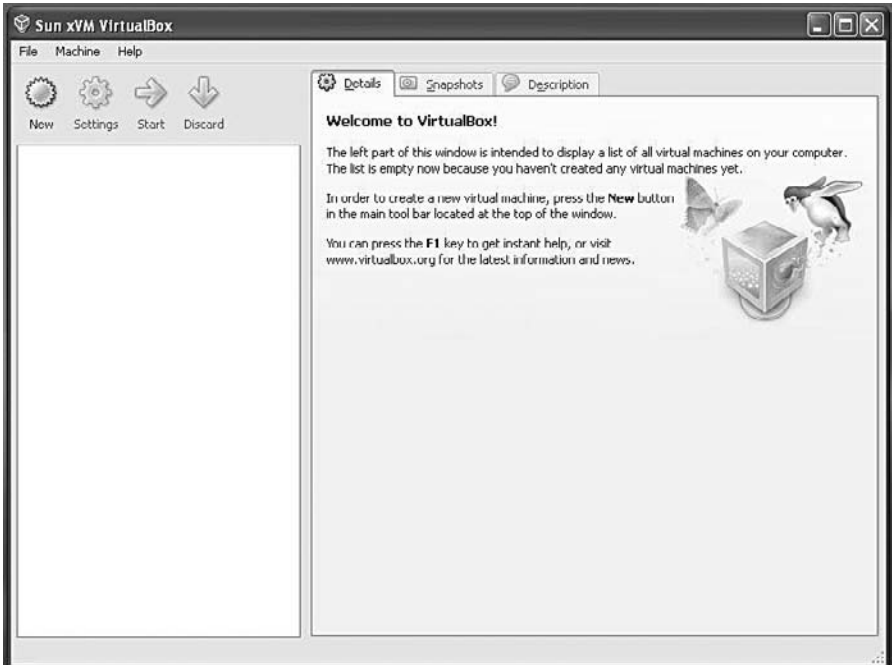 Sun xVM VirtualBox
File Machine Help
New Settings Start Discard
Details Snapshots Description
Welcome to VirtualBox!
The left part of this window is intended to display a list of all virtual machines on your computer.
The list is empty now because you haven't created any virtual machines yet.
In order to create a new virtual machine, press the New button
in the main tool bar located at the top of the window.
You can press the F1 key to get instant help, or visit
www.virtualbox.org for the latest information and news.